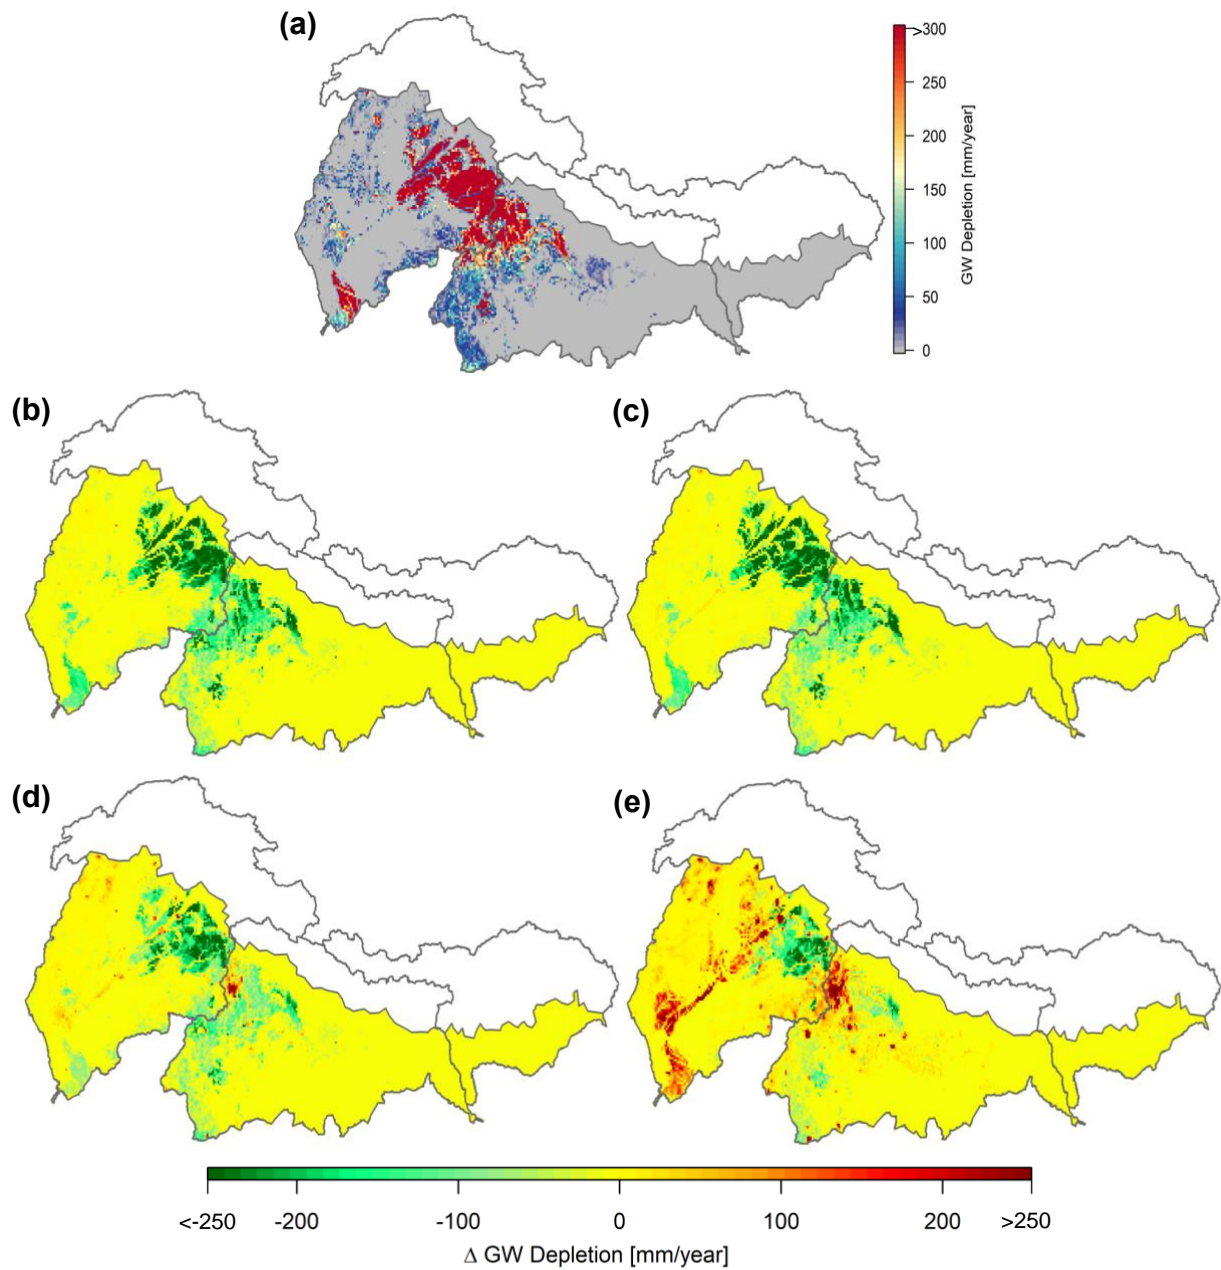 (a)
>300
250
200
150
100
50
0
GW Depletion [mm/year]
(b)
(c)
(d)
(e)
<-250 -200 -100 0 100 200 >250
Δ GW Depletion [mm/year]